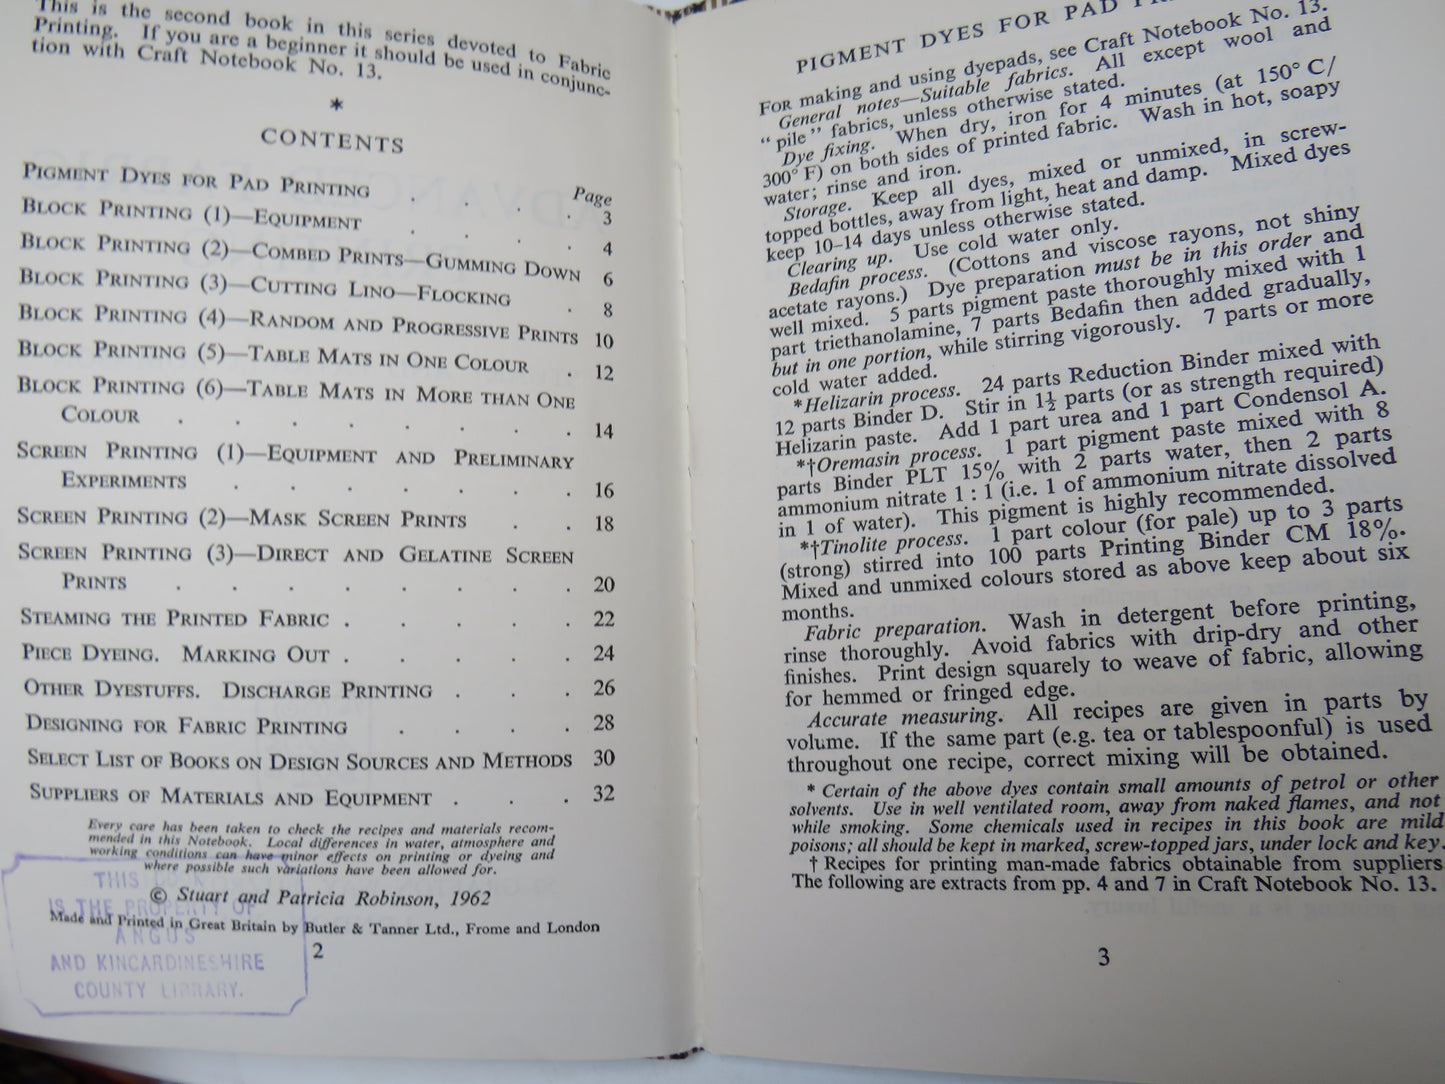 This is the second book in this series devoted to Fabric
Printing. If you are a beginner it should be used in conjunc-
tion with Craft Notebook No. 13.
*
CONTENTS
Page
PIGMENT DYES FOR PAD PRINTING . . . . 3
BLOCK PRINTING (1)—EQUIPMENT . . . . 4
BLOCK PRINTING (2)—COMBED PRINTS—GUMMING DOWN 6
BLOCK PRINTING (3)—CUTTING LINO—FLOCKING . 8
BLOCK PRINTING (4)—RANDOM AND PROGRESSIVE PRINTS 10
BLOCK PRINTING (5)—TABLE MATS IN ONE COLOUR . 12
BLOCK PRINTING (6)—TABLE MATS IN MORE THAN ONE
COLOUR . . . . . . . . 14
SCREEN PRINTING (1)—EQUIPMENT AND PRELIMINARY
EXPERIMENTS . . . . . . . 16
SCREEN PRINTING (2)—MASK SCREEN PRINTS . . 18
SCREEN PRINTING (3)—DIRECT AND GELATINE SCREEN
PRINTS . . . . . . . . 20
STEAMING THE PRINTED FABRIC . . . . . 22
PIECE DYEING. MARKING OUT . . . . . 24
OTHER DYESTUFFS. DISCHARGE PRINTING . . . 26
DESIGNING FOR FABRIC PRINTING . . . . 28
SELECT LIST OF BOOKS ON DESIGN SOURCES AND METHODS 30
SUPPLIERS OF MATERIALS AND EQUIPMENT . . . 32
Every care has been taken to check the recipes and materials recom-
mended in this Notebook. Local differences in water, atmosphere and
working conditions can have minor effects on printing or dyeing and
where possible such variations have been allowed for.
© Stuart and Patricia Robinson, 1962
Made and Printed in Great Britain by Butler & Tanner Ltd., Frome and London
2
THIS
IS THE PROPERTY OF
ANGUS
AND KINCARDINESHIRE
COUNTY LIBRARY.
PIGMENT DYES FOR PAD
FOR making and using dyepads, see Craft Notebook No. 13.
General notes—Suitable fabrics. All except wool and
“ pile ” fabrics, unless otherwise stated.
Dye fixing. When dry, iron for 4 minutes (at 150° C/
300° F) on both sides of printed fabric. Wash in hot, soapy
water; rinse and iron.
Storage. Keep all dyes, mixed or unmixed, in screw-
topped bottles, away from light, heat and damp. Mixed dyes
keep 10–14 days unless otherwise stated.
Clearing up. Use cold water only.
Bedafin process. (Cottons and viscose rayons, not shiny
acetate rayons.) Dye preparation must be in this order and
well mixed. 5 parts pigment paste thoroughly mixed with 1
part triethanolamine, 7 parts Bedafin then added gradually,
but in one portion, while stirring vigorously. 7 parts or more
cold water added.
*Helizarin process. 24 parts Reduction Binder mixed with
12 parts Binder D. Stir in 1½ parts (or as strength required)
Helizarin paste. Add 1 part urea and 1 part Condensol A.
*†Oremasin process. 1 part pigment paste mixed with 8
parts Binder PLT 15% with 2 parts water, then 2 parts
ammonium nitrate 1 : 1 (i.e. 1 of ammonium nitrate dissolved
in 1 of water). This pigment is highly recommended.
*†Tinolite process. 1 part colour (for pale) up to 3 parts
(strong) stirred into 100 parts Printing Binder CM 18%.
Mixed and unmixed colours stored as above keep about six
months.
Fabric preparation. Wash in detergent before printing,
rinse thoroughly. Avoid fabrics with drip-dry and other
finishes. Print design squarely to weave of fabric, allowing
for hemmed or fringed edge.
Accurate measuring. All recipes are given in parts by
volume. If the same part (e.g. tea or tablespoonful) is used
throughout one recipe, correct mixing will be obtained.
* Certain of the above dyes contain small amounts of petrol or other
solvents. Use in well ventilated room, away from naked flames, and not
while smoking. Some chemicals used in recipes in this book are mild
poisons; all should be kept in marked, screw-topped jars, under lock and key.
† Recipes for printing man-made fabrics obtainable from suppliers
The following are extracts from pp. 4 and 7 in Craft Notebook No. 13.
3